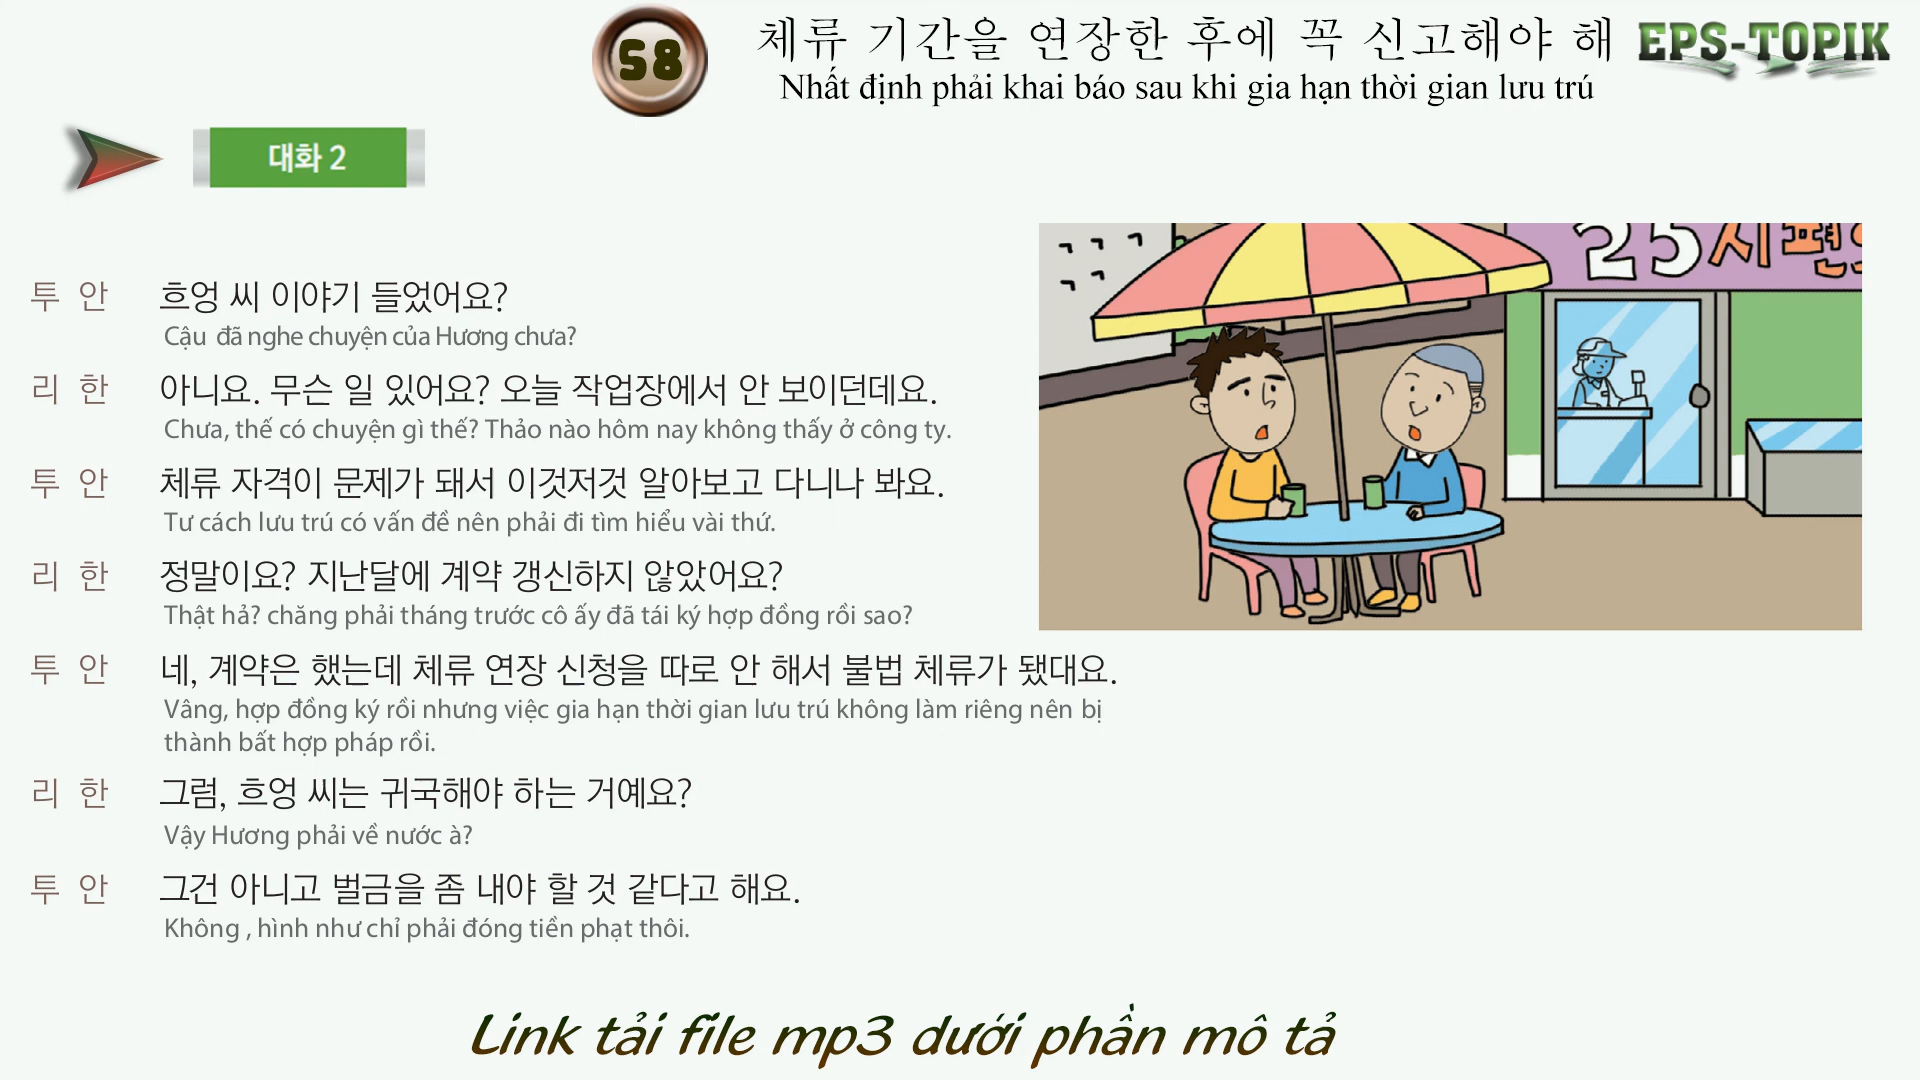 58
체류 기간을 연장한 후에 꼭 신고해야 해
EPS-TOPIK
Nhất định phải khai báo sau khi gia hạn thời gian lưu trú
대화 2
투 안 흐엉 씨 이야기 들었어요?
Cậu đã nghe chuyện của Hương chưa?
리 한 아니요. 무슨 일 있어요? 오늘 작업장에서 안 보이던데요.
Chưa, thế có chuyện gì thế? Thảo nào hôm nay không thấy ở công ty.
투 안 체류 자격이 문제가 돼서 이것저것 알아보고 다니나 봐요.
Tư cách lưu trú có vấn đề nên phải đi tìm hiểu vài thứ.
리 한 정말이요? 지난달에 계약 갱신하지 않았어요?
Thật hả? chăng phải tháng trước cô ấy đã tái ký hợp đồng rồi sao?
투 안 네, 계약은 했는데 체류 연장 신청을 따로 안 해서 불법 체류가 됐대요.
Vâng, hợp đồng ký rồi nhưng việc gia hạn thời gian lưu trú không làm riêng nên bị
thành bất hợp pháp rồi.
리 한 그럼, 흐엉 씨는 귀국해야 하는 거예요?
Vậy Hương phải về nước à?
투 안 그건 아니고 벌금을 좀 내야 할 것 같다고 해요.
Không , hình như chỉ phải đóng tiền phạt thôi.
25시편
Link tải file mp3 dưới phần mô tả